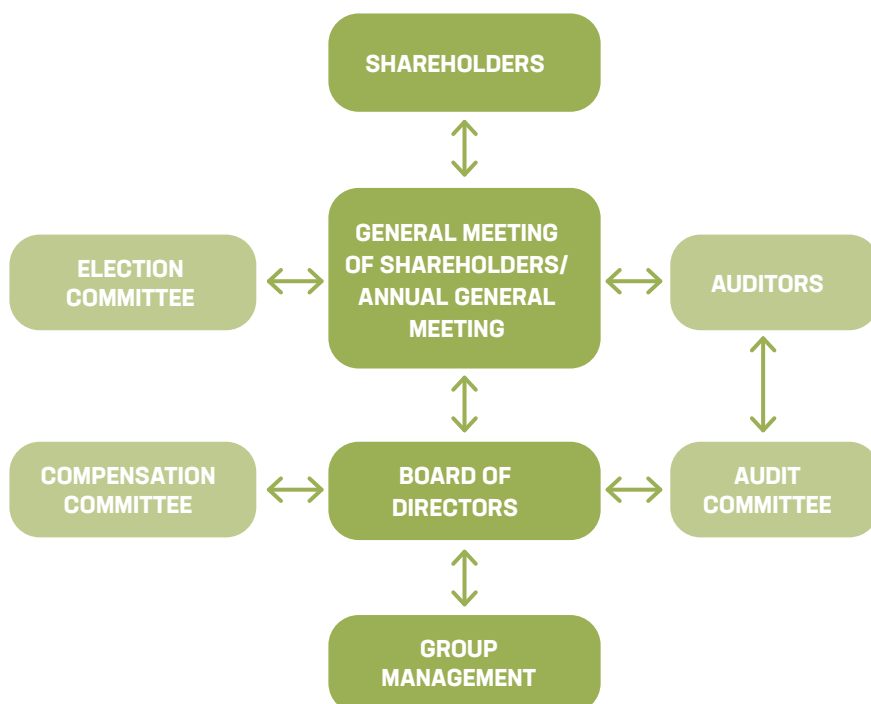 SHAREHOLDERS
GENERAL MEETING
OF SHAREHOLDERS/
ANNUAL GENERAL
MEETING
ELECTION
COMMITTEE
AUDITORS
COMPENSATION
COMMITTEE
BOARD OF
DIRECTORS
AUDIT
COMMITTEE
GROUP
MANAGEMENT